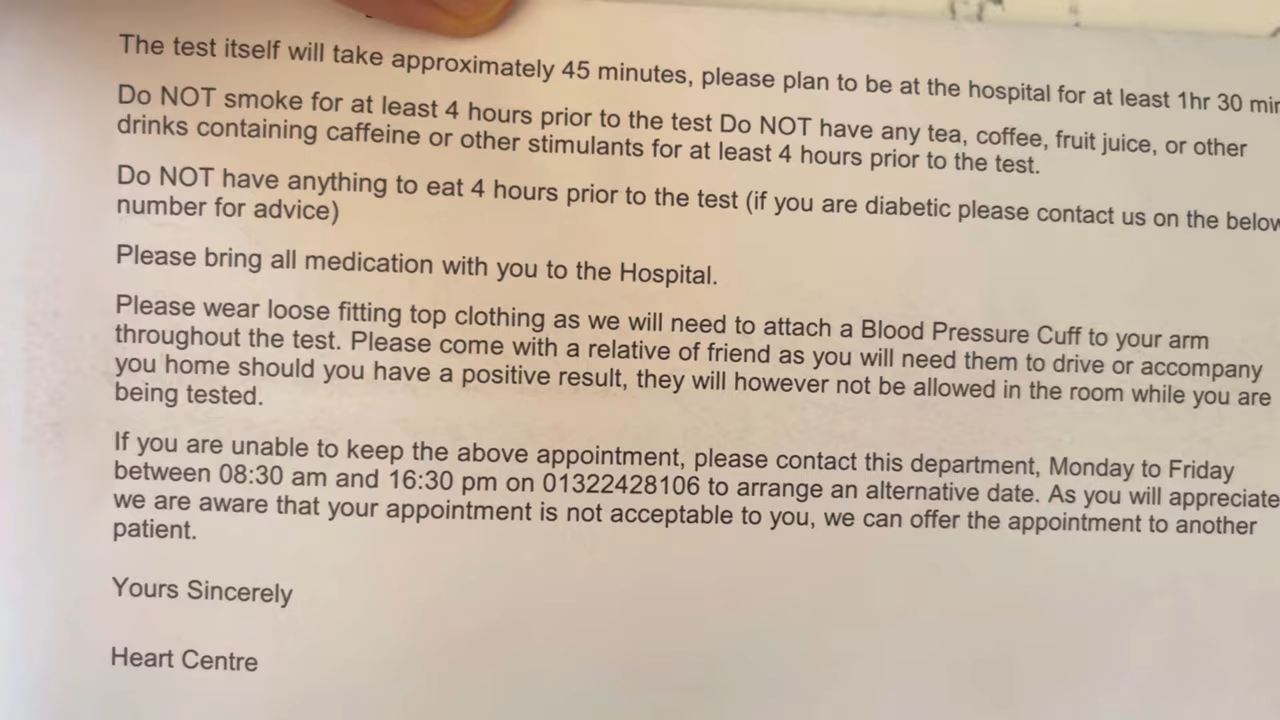 The test itself will take approximately 45 minutes, please plan to be at the hospital for at least 1hr 30
Do NOT smoke for at least 4 hours prior to the test Do NOT have any tea, coffee, fruit juice, or other
drinks containing caffeine or other stimulants for at least 4 hours prior to the test.
Do NOT have anything to eat 4 hours prior to the test (if you are diabetic please contact us on the below
number for advice)
Please bring all medication with you to the Hospital.
Please wear loose fitting top clothing as we will need to attach a Blood Pressure Cuff to your arm
throughout the test. Please come with a relative of friend as you will need them to drive or accompany
you home should you have a positive result, they will however not be allowed in the room while you are
being tested.
If you are unable to keep the above appointment, please contact this department, Monday to Friday
between 08:30 am and 16:30 pm on 01322428106 to arrange an alternative date. As you will appreciate
we are aware that your appointment is not acceptable to you, we can offer the appointment to another
patient.
Yours Sincerely
Heart Centre